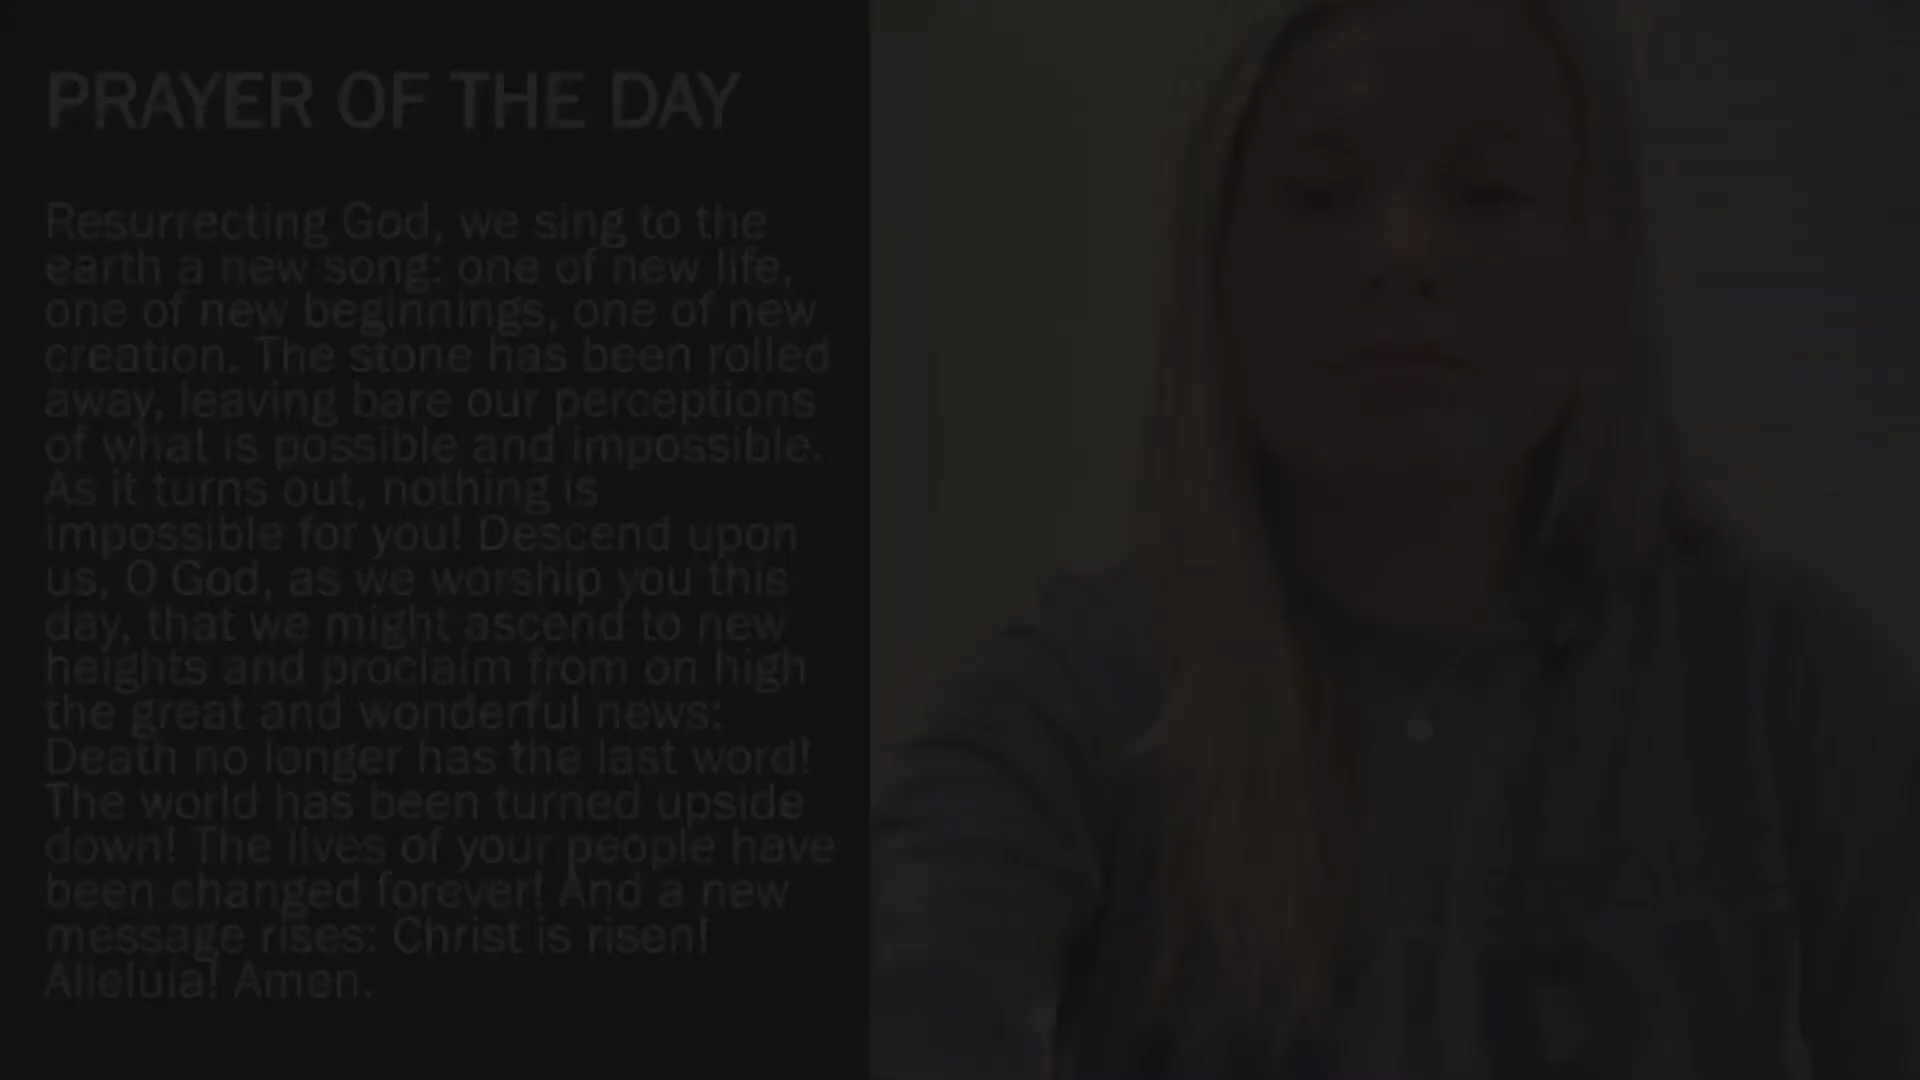 PRAYER OF THE DAY
Resurrecting God, we sing to the
earth a new song: one of new life,
one of new beginnings, one of new
creation. The stone has been rolled
away, leaving bare our perceptions
of what is possible and impossible.
As it turns out, nothing is
impossible for you! Descend upon
us, O God, as we worship you this
day, that we might ascend to new
heights and proclaim from on high
the great and wonderful news:
Death no longer has the last word!
The world has been turned upside
down! The lives of your people have
been changed forever! And a new
message rises: Christ is risen!
Alleluia! Amen.